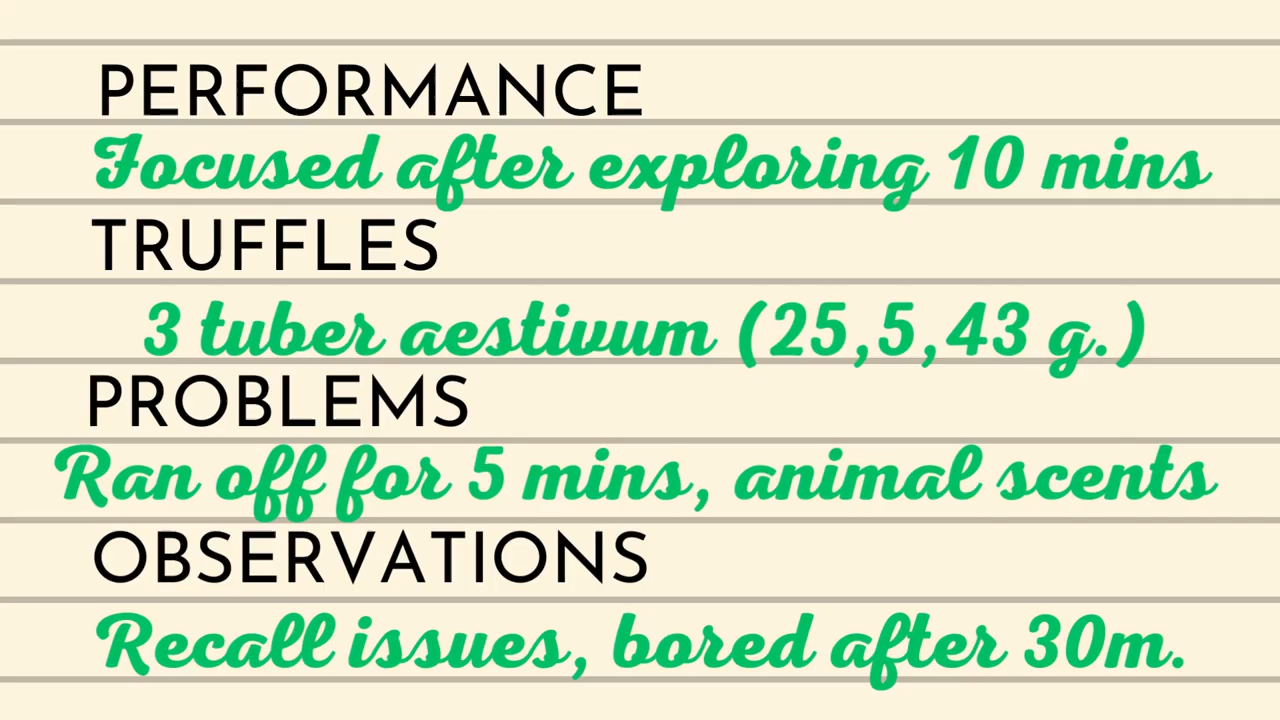 PERFORMANCE
Focused after exploring 10 mins
TRUFFLES
3 tuber aestivum (25,5,43 g.)
PROBLEMS
Ran off for 5 mins, animal scents
OBSERVATIONS
Recall issues, bored after 30m.